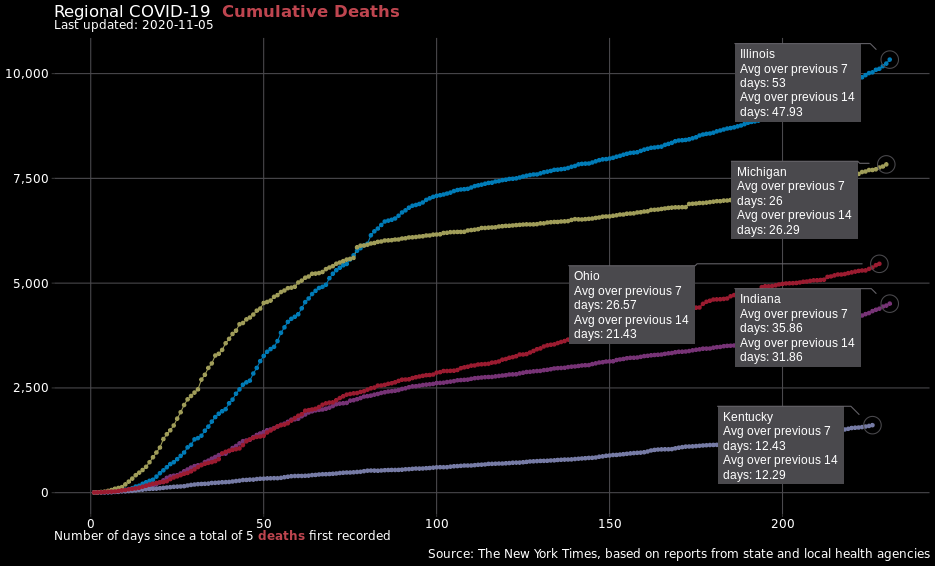 Regional COVID-19 Cumulative Deaths
Last updated: 2020-11-05
10,000
7,500
5,000
2,500
0
Illinois
Avg over previous 7
days: 53
Avg over previous 14
days: 47.93
Michigan
Avg over previous 7
days: 26
Avg over previous 14
days: 26.29
Ohio
Avg over previous 7
days: 26.57
Avg over previous 14
days: 21.43
Indiana
Avg over previous 7
days: 35.86
Avg over previous 14
days: 31.86
Kentucky
Avg over previous 7
days: 12.43
Avg over previous 14
days: 12.29
0 50 100 150 200
Number of days since a total of 5 deaths first recorded
Source: The New York Times, based on reports from state and local health agencies